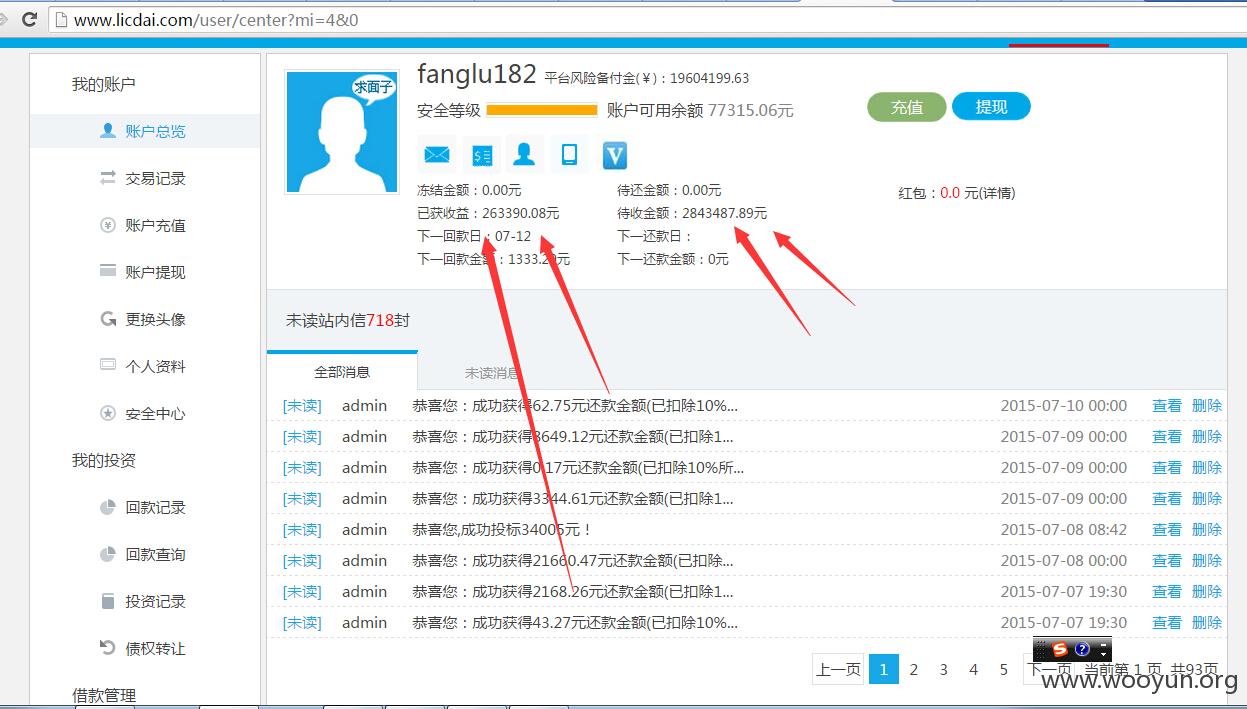 www.licdai.com/user/center?mi=4&0
我的账户
账户总览
交易记录
账户充值
账户提现
更换头像
个人资料
安全中心
我的投资
回款记录
回款查询
投资记录
债权转让
借款管理
求面子
fanglu182 平台风险备付金(¥)：19604199.63
安全等级 账户可用余额 77315.06元
充值 提现
冻结金额：0.00元 待还金额：0.00元
已获收益：263390.08元 待收金额：2843487.89元
红包：0.0 元(详情)
下一回款日：07-12 下一还款日：
下一回款金额：1333.20元 下一还款金额：0元
未读站内信718封
全部消息 未读消息
[未读] admin 恭喜您：成功获得62.75元还款金额(已扣除10%... 2015-07-10 00:00 查看 删除
[未读] admin 恭喜您：成功获得3649.12元还款金额(已扣除1... 2015-07-09 00:00 查看 删除
[未读] admin 恭喜您：成功获得0.17元还款金额(已扣除10%所... 2015-07-09 00:00 查看 删除
[未读] admin 恭喜您：成功获得3344.61元还款金额(已扣除1... 2015-07-09 00:00 查看 删除
[未读] admin 恭喜您,成功投标34005元！ 2015-07-08 08:42 查看 删除
[未读] admin 恭喜您：成功获得21660.47元还款金额(已扣除... 2015-07-08 00:00 查看 删除
[未读] admin 恭喜您：成功获得2168.26元还款金额(已扣除1... 2015-07-07 19:30 查看 删除
[未读] admin 恭喜您：成功获得43.27元还款金额(已扣除10%... 2015-07-07 19:30 查看 删除
上一页 1 2 3 4 5 下一页 当前第 1 页 共93页
www.wooyun.org